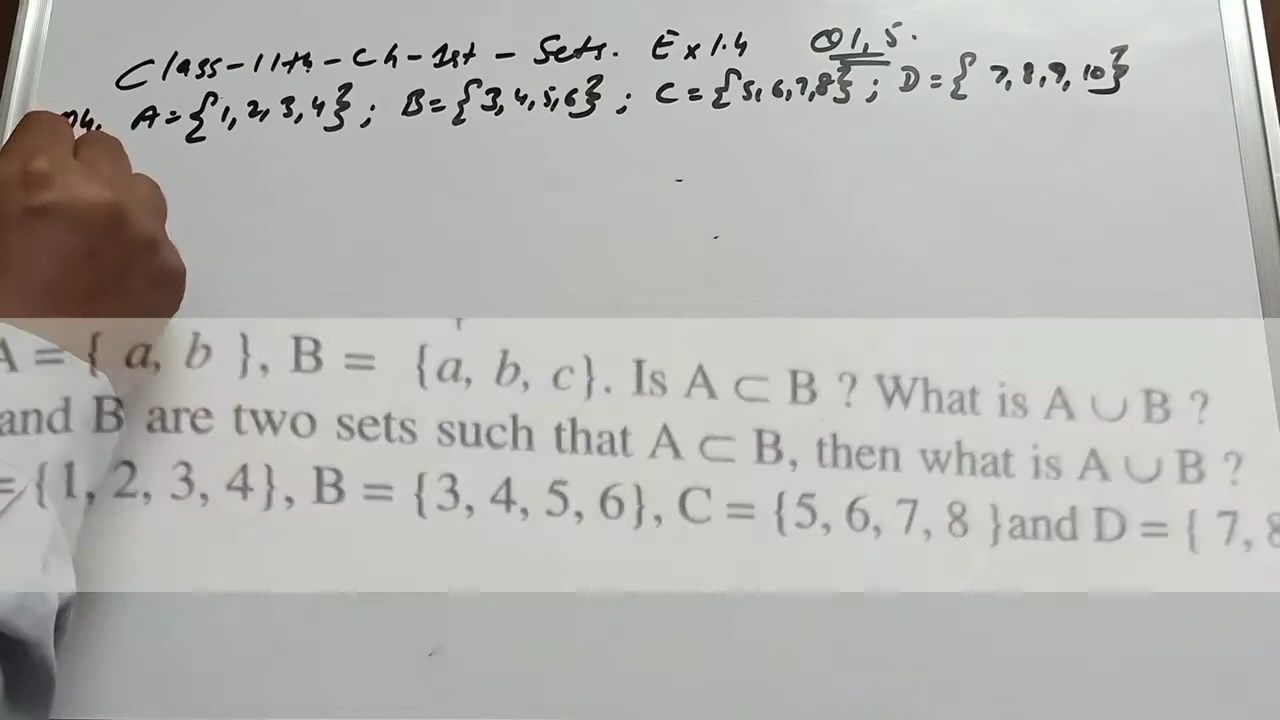 Class-11th-Ch-1st - Sets. Ex 1.4 Q1,5.
A={1,2,3,4}; B={3,4,5,6}; C={5,6,7,8}; D={7,8,9,10}
A = { a, b }, B = {a, b, c}. Is A ⊂ B ? What is A ∪ B ?
and B are two sets such that A ⊂ B, then what is A ∪ B ?
= {1, 2, 3, 4}, B = {3, 4, 5, 6}, C = {5, 6, 7, 8 }and D = { 7, 8